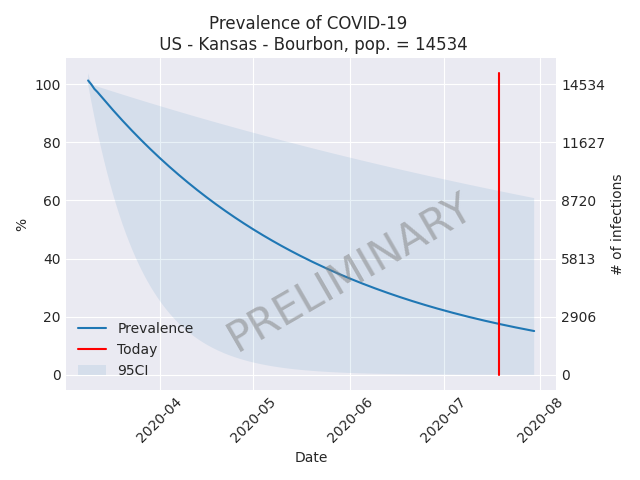 Prevalence of COVID-19
US - Kansas - Bourbon, pop. = 14534
100
80
60
40
20
0
%
14534
11627
8720
5813
2906
0
# of infections
PRELIMINARY
Prevalence
Today
95CI
2020-04
2020-05
2020-06
2020-07
2020-08
Date